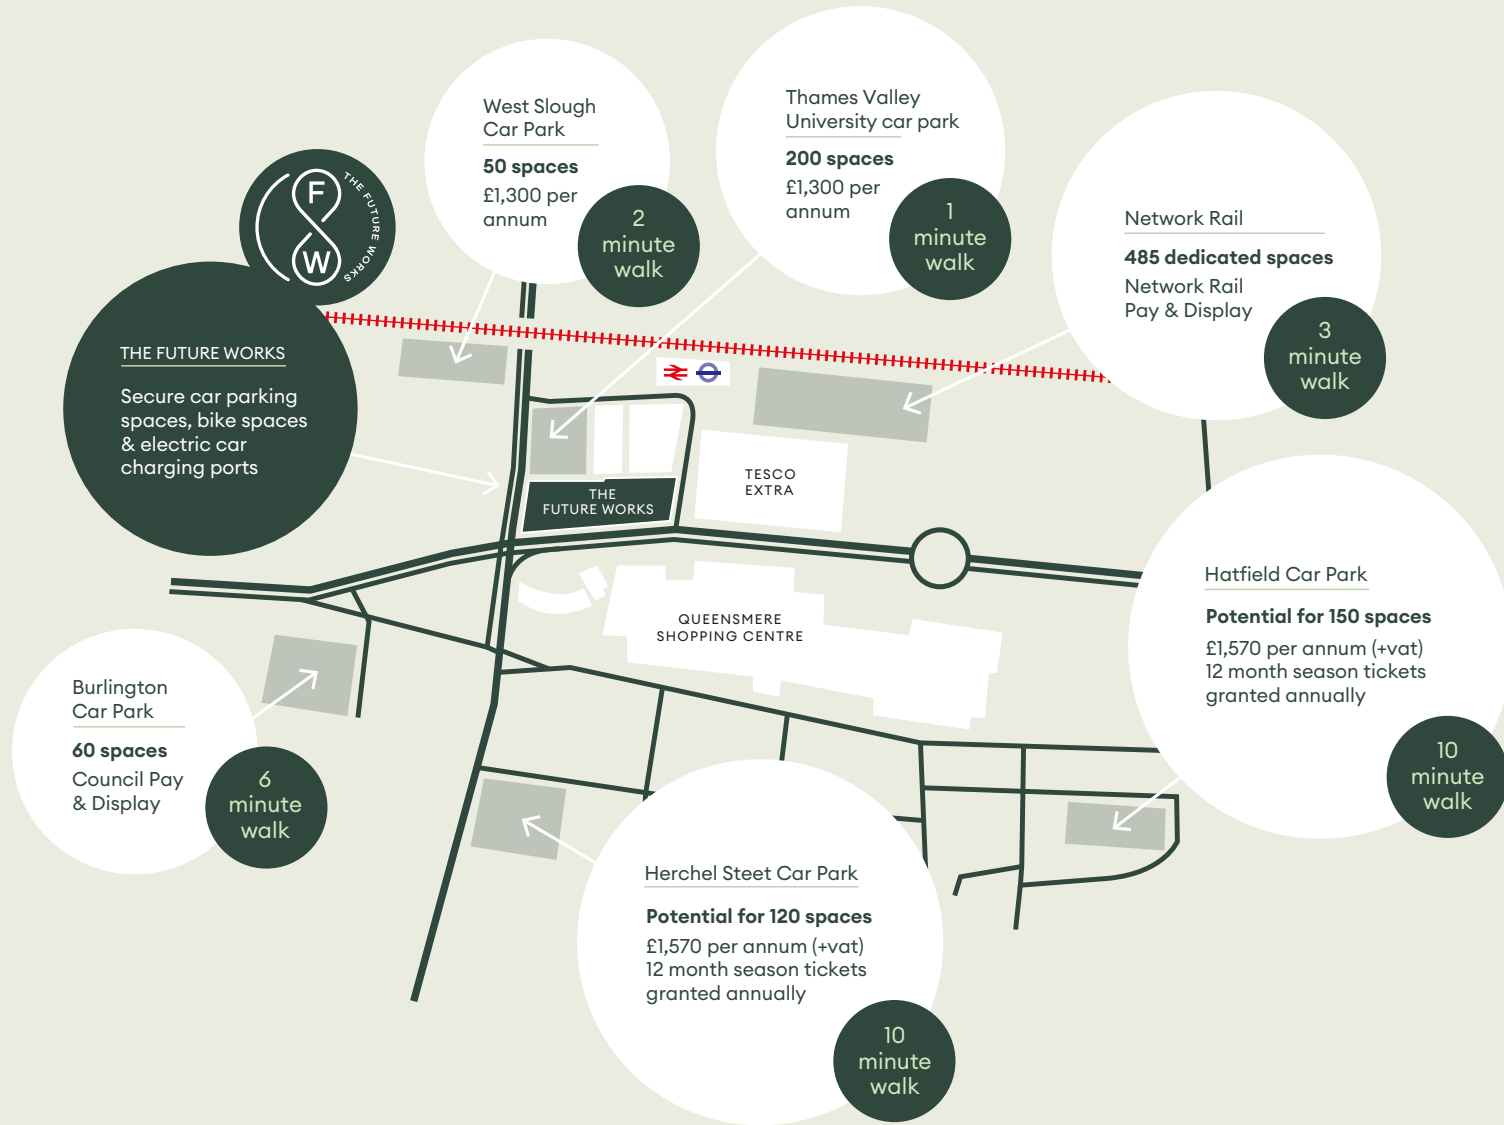 West Slough
Car Park
50 spaces
£1,300 per
annum
2
minute
walk
Thames Valley
University car park
200 spaces
£1,300 per
annum
1
minute
walk
Network Rail
485 dedicated spaces
Network Rail
Pay & Display
3
minute
walk
F
W
THE FUTURE WORKS
THE FUTURE WORKS
Secure car parking
spaces, bike spaces
& electric car
charging ports
THE
FUTURE WORKS
TESCO
EXTRA
QUEENSMERE
SHOPPING CENTRE
Hatfield Car Park
Potential for 150 spaces
£1,570 per annum (+vat)
12 month season tickets
granted annually
10
minute
walk
Burlington
Car Park
60 spaces
Council Pay
& Display
6
minute
walk
Herchel Steet Car Park
Potential for 120 spaces
£1,570 per annum (+vat)
12 month season tickets
granted annually
10
minute
walk